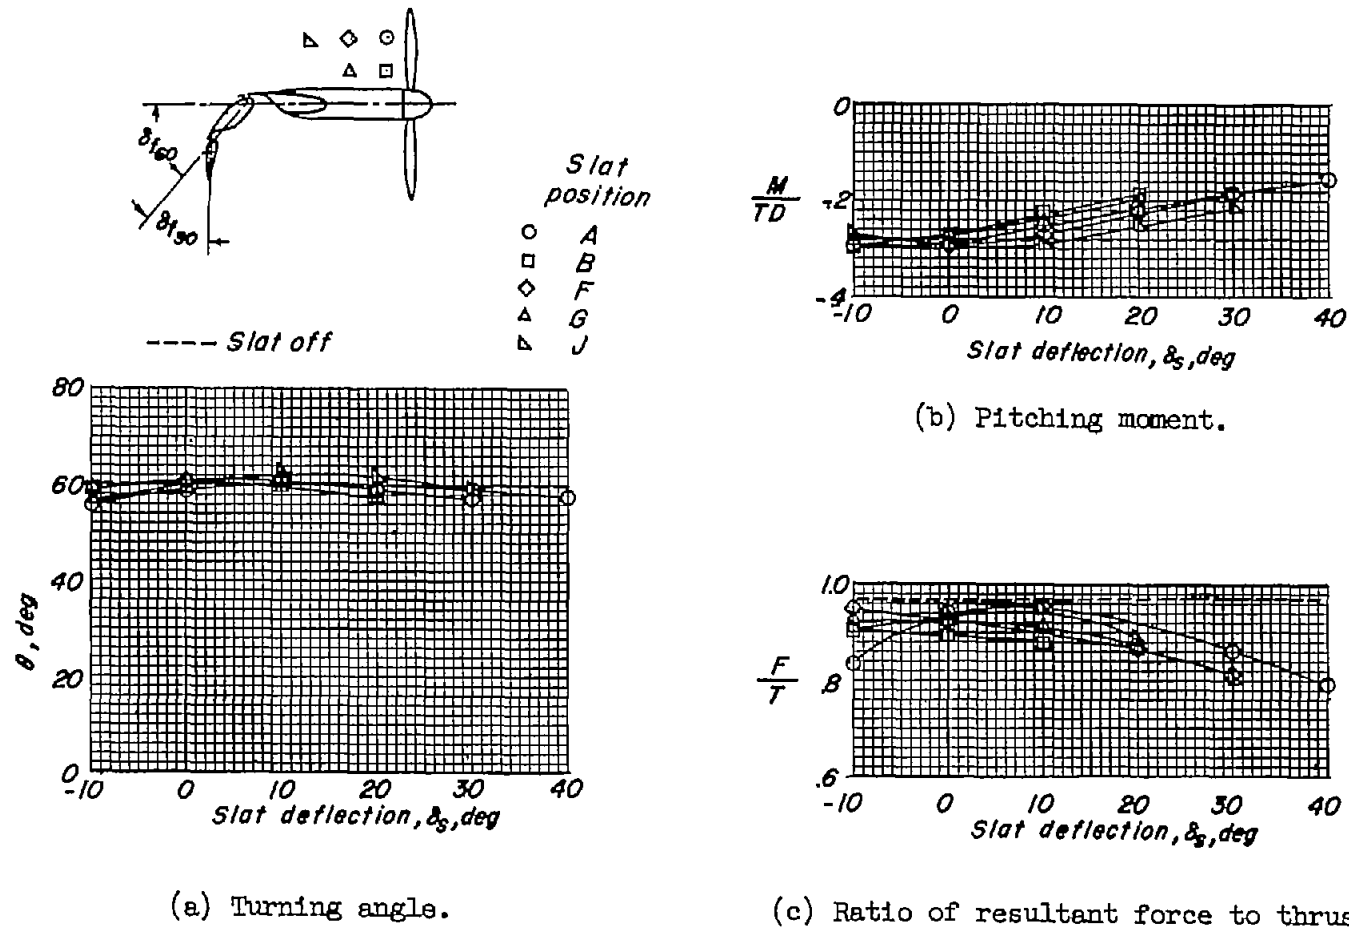 δf60
δf90
Slat
position
A
B
F
G
J
---- Slat off
80
60
40
20
0
θ, deg
-10 0 10 20 30 40
Slat deflection, δs, deg
(a) Turning angle.
0
-.2
-.4
M
TD
-10 0 10 20 30 40
Slat deflection, δs, deg
(b) Pitching moment.
1.0
.8
.6
F
T
-10 0 10 20 30 40
Slat deflection, δs, deg
(c) Ratio of resultant force to thrus